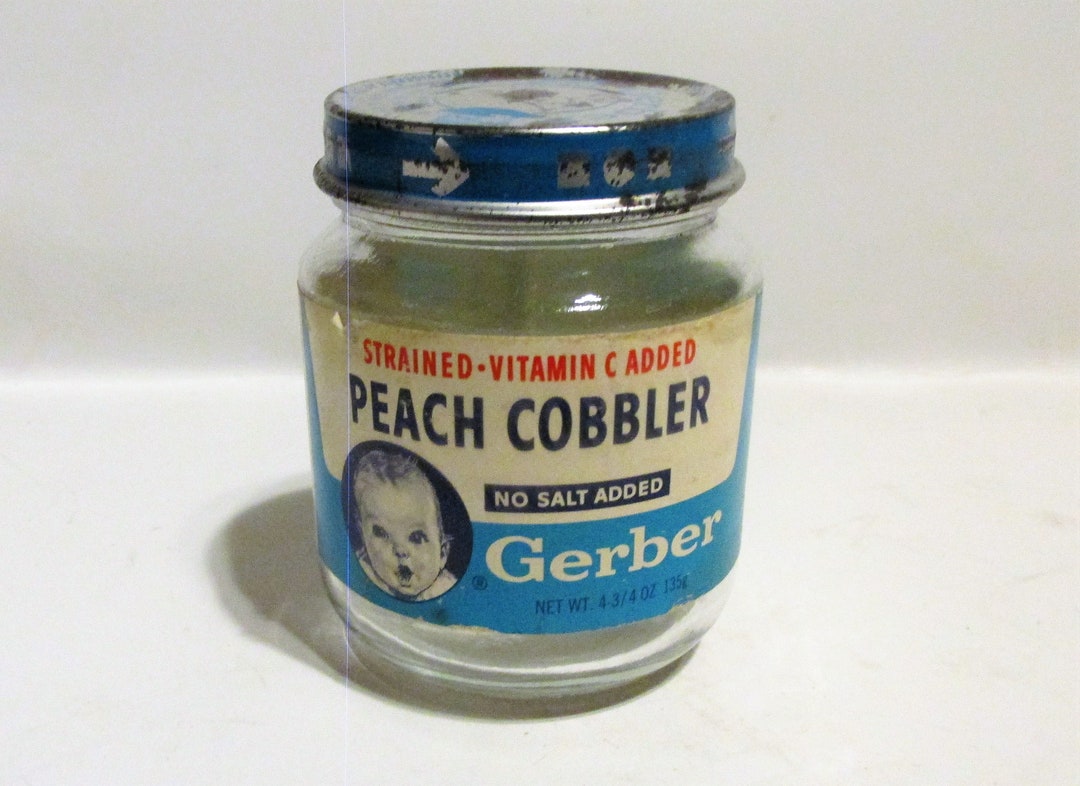 STRAINED·VITAMIN C ADDED
PEACH COBBLER
NO SALT ADDED
Gerber
®
NET WT. 4-3/4 OZ 135g